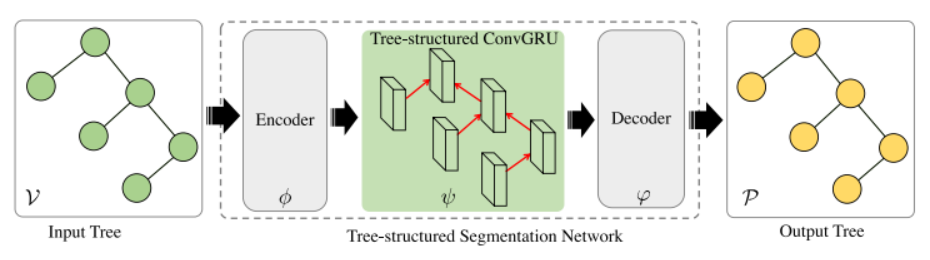 Tree-structured ConvGRU
Encoder
Decoder
𝒱
ϕ
ψ
φ
𝒫
Input Tree
Tree-structured Segmentation Network
Output Tree